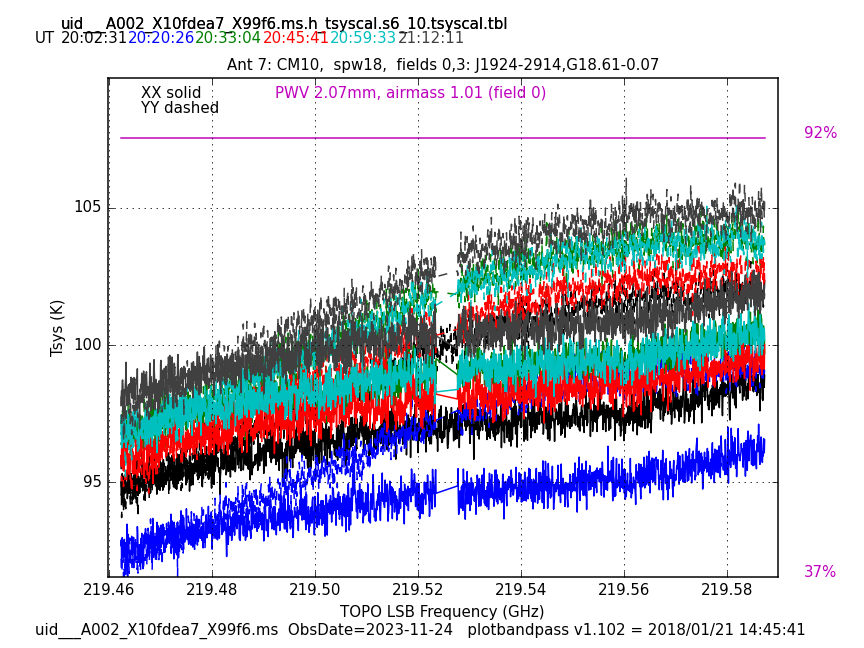 uid___A002_X10fdea7_X99f6.ms.h_tsyscal.s6_10.tsyscal.tbl
UT 20:02:31 20:20:26 20:33:04 20:45:41 20:59:33 21:12:11
Ant 7: CM10,  spw18,  fields 0,3: J1924-2914,G18.61-0.07
XX solid
PWV 2.07mm, airmass 1.01 (field 0)
YY dashed
92%
105
100
95
Tsys (K)
37%
219.46 219.48 219.50 219.52 219.54 219.56 219.58
TOPO LSB Frequency (GHz)
uid___A002_X10fdea7_X99f6.ms  ObsDate=2023-11-24   plotbandpass v1.102 = 2018/01/21 14:45:41